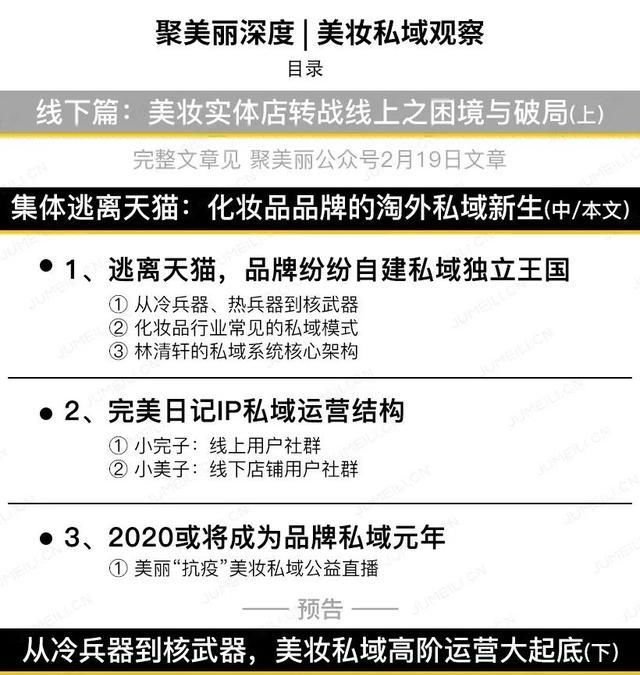 聚美丽深度 | 美妆私域观察
目录
线下篇：美妆实体店转战线上之困境与破局(上)
完整文章见 聚美丽公众号2月19日文章
集体逃离天猫：化妆品品牌的淘外私域新生(中/本文)
● 1、逃离天猫，品牌纷纷自建私域独立王国
① 从冷兵器、热兵器到核武器
② 化妆品行业常见的私域模式
③ 林清轩的私域系统核心架构
● 2、完美日记IP私域运营结构
① 小完子：线上用户社群
② 小美子：线下店铺用户社群
● 3、2020或将成为品牌私域元年
① 美丽“抗疫”美妆私域公益直播
预告
从冷兵器到核武器，美妆私域高阶运营大起底(下)
JUMEILI.CN